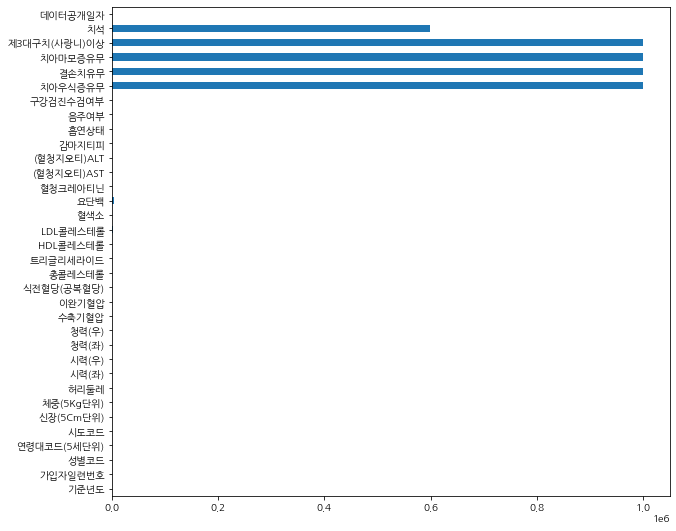 데이터공개일자
치석
제3대구치(사랑니)이상
치아마모증유무
결손치유무
치아우식증유무
구강검진수검여부
음주여부
흡연상태
감마지티피
(혈청지오티)ALT
(혈청지오티)AST
혈청크레아티닌
요단백
혈색소
LDL콜레스테롤
HDL콜레스테롤
트리글리세라이드
총콜레스테롤
식전혈당(공복혈당)
이완기혈압
수축기혈압
청력(우)
청력(좌)
시력(우)
시력(좌)
허리둘레
체중(5Kg단위)
신장(5Cm단위)
시도코드
연령대코드(5세단위)
성별코드
가입자일련번호
기준년도
0.0 0.2 0.4 0.6 0.8 1.0
1e6